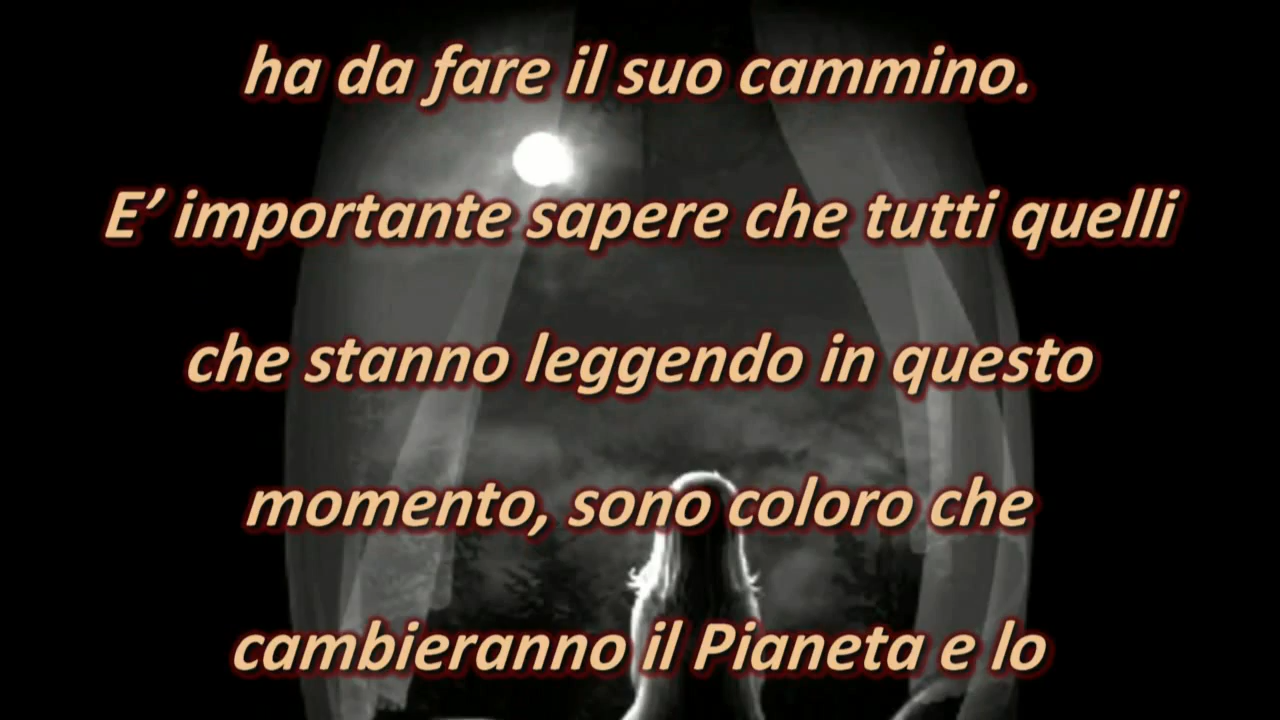 ha da fare il suo cammino.
E’ importante sapere che tutti quelli
che stanno leggendo in questo
momento, sono coloro che
cambieranno il Pianeta e lo